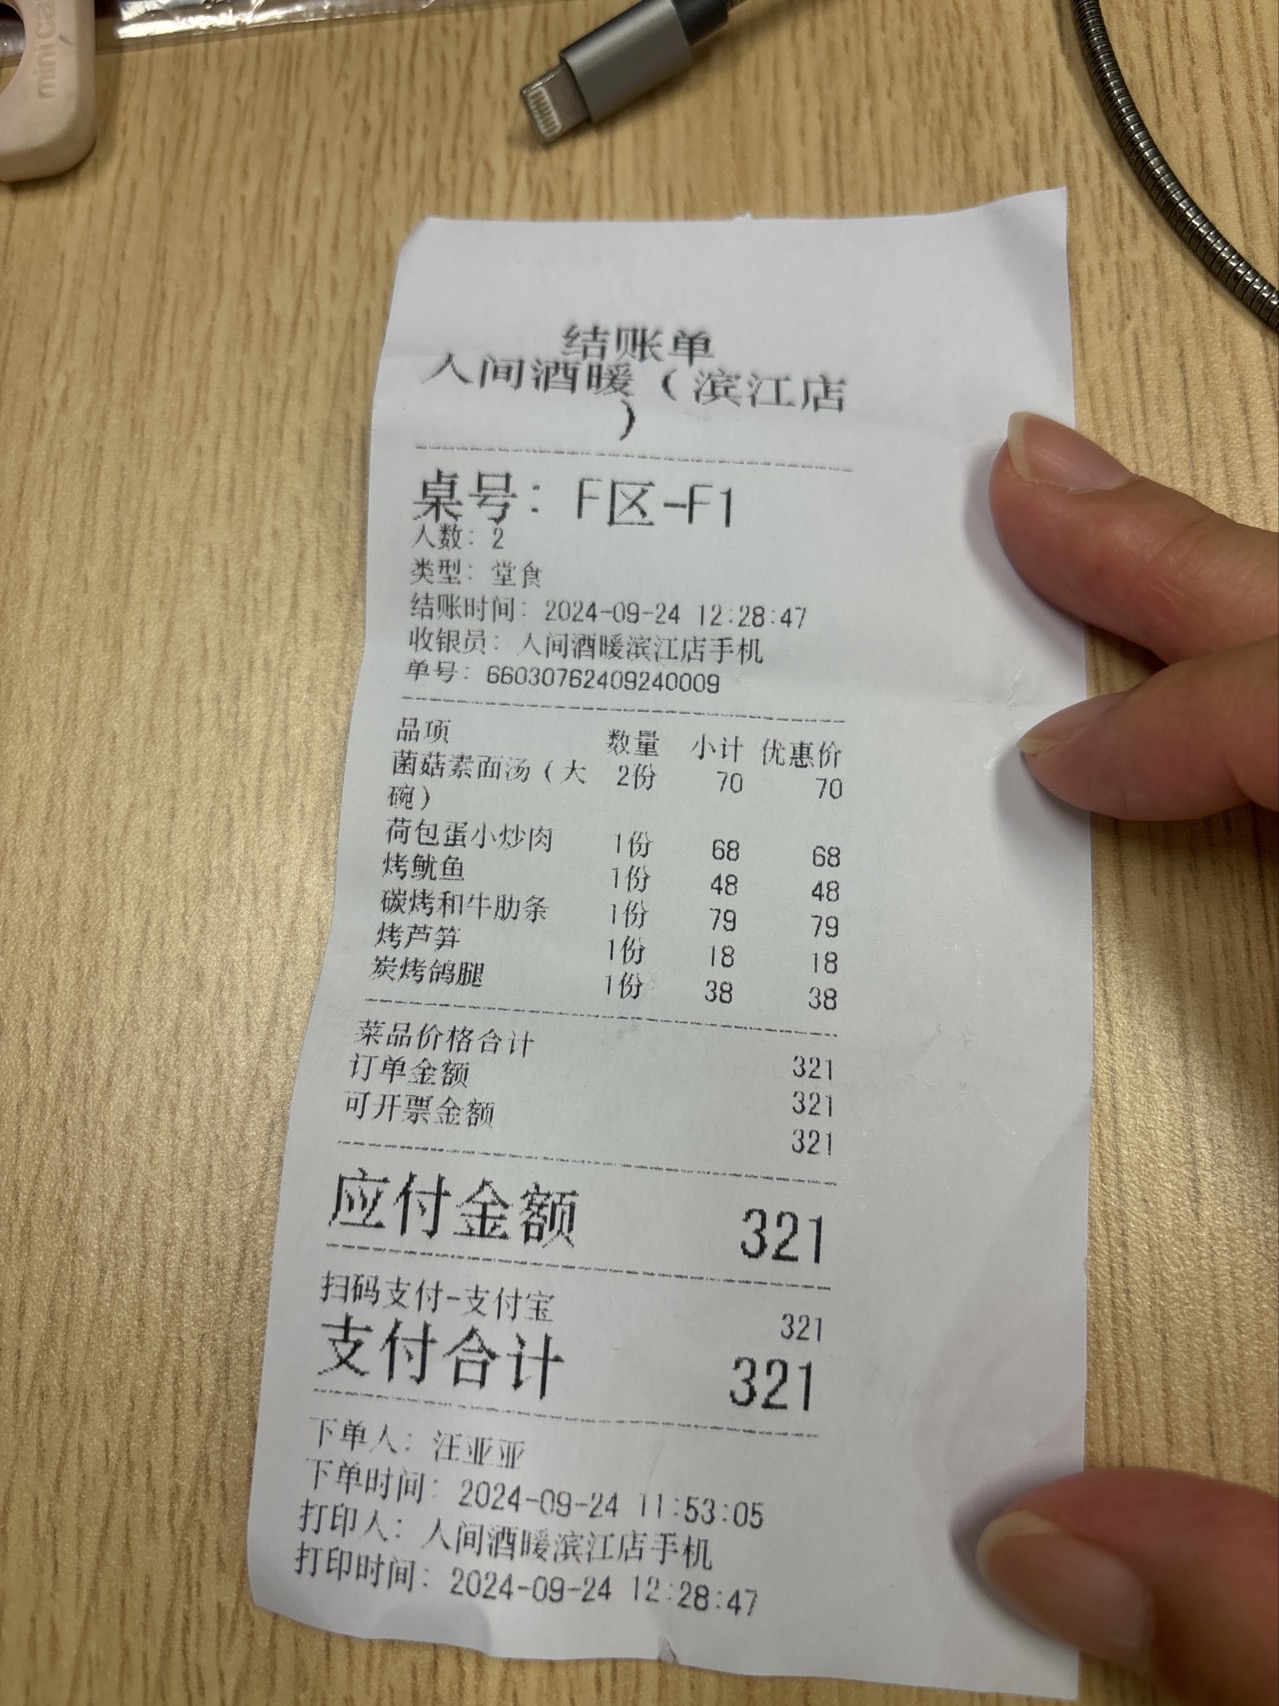 mini ca
结账单
人间酒暖（滨江店
）
桌号：F区-F1
人数：2
类型：堂食
结账时间：2024-09-24 12:28:47
收银员：人间酒暖滨江店手机
单号：66030762409240009
品项 数量 小计 优惠价
菌菇素面汤（大 2份 70 70
碗）
荷包蛋小炒肉 1份 68 68
烤鱿鱼 1份 48 48
碳烤和牛肋条 1份 79 79
烤芦笋 1份 18 18
炭烤鸽腿 1份 38 38
菜品价格合计 321
订单金额 321
可开票金额 321
应付金额 321
扫码支付-支付宝 321
支付合计 321
下单人：汪亚亚
下单时间：2024-09-24 11:53:05
打印人：人间酒暖滨江店手机
打印时间：2024-09-24 12:28:47